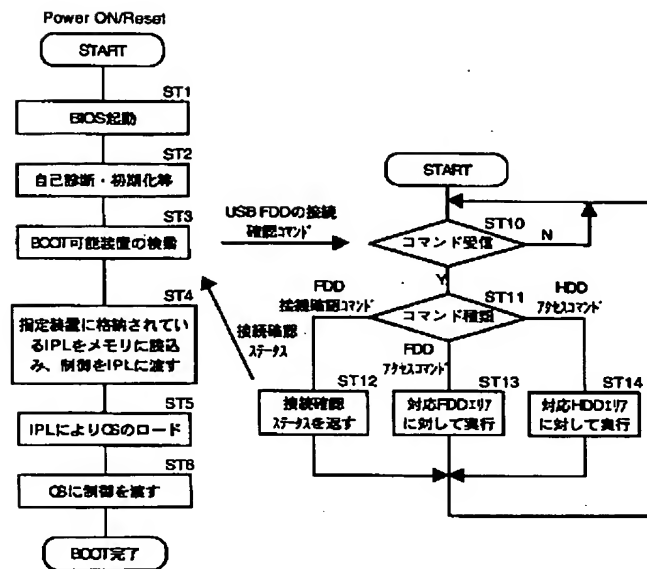 Power ON/Reset
START
ST1
BIOS起動
ST2
自己診断・初期化等
ST3
BOOT可能装置の検索
ST4
指定装置に格納されてい
るIPLをメモリに読込
み、制御をIPLに渡す
ST5
IPLによりOSのロード
ST6
OSに制御を渡す
BOOT完了
USB FDDの接続
確認コマンド
接続確認
ステータス
START
ST10
コマンド受信
N
Y
ST11
コマンド種類
FDD
接続確認コマンド
FDD
アクセスコマンド
HDD
アクセスコマンド
ST12
接続確認
ステータスを返す
ST13
対応FDDエリア
に対して実行
ST14
対応HDDエリア
に対して実行